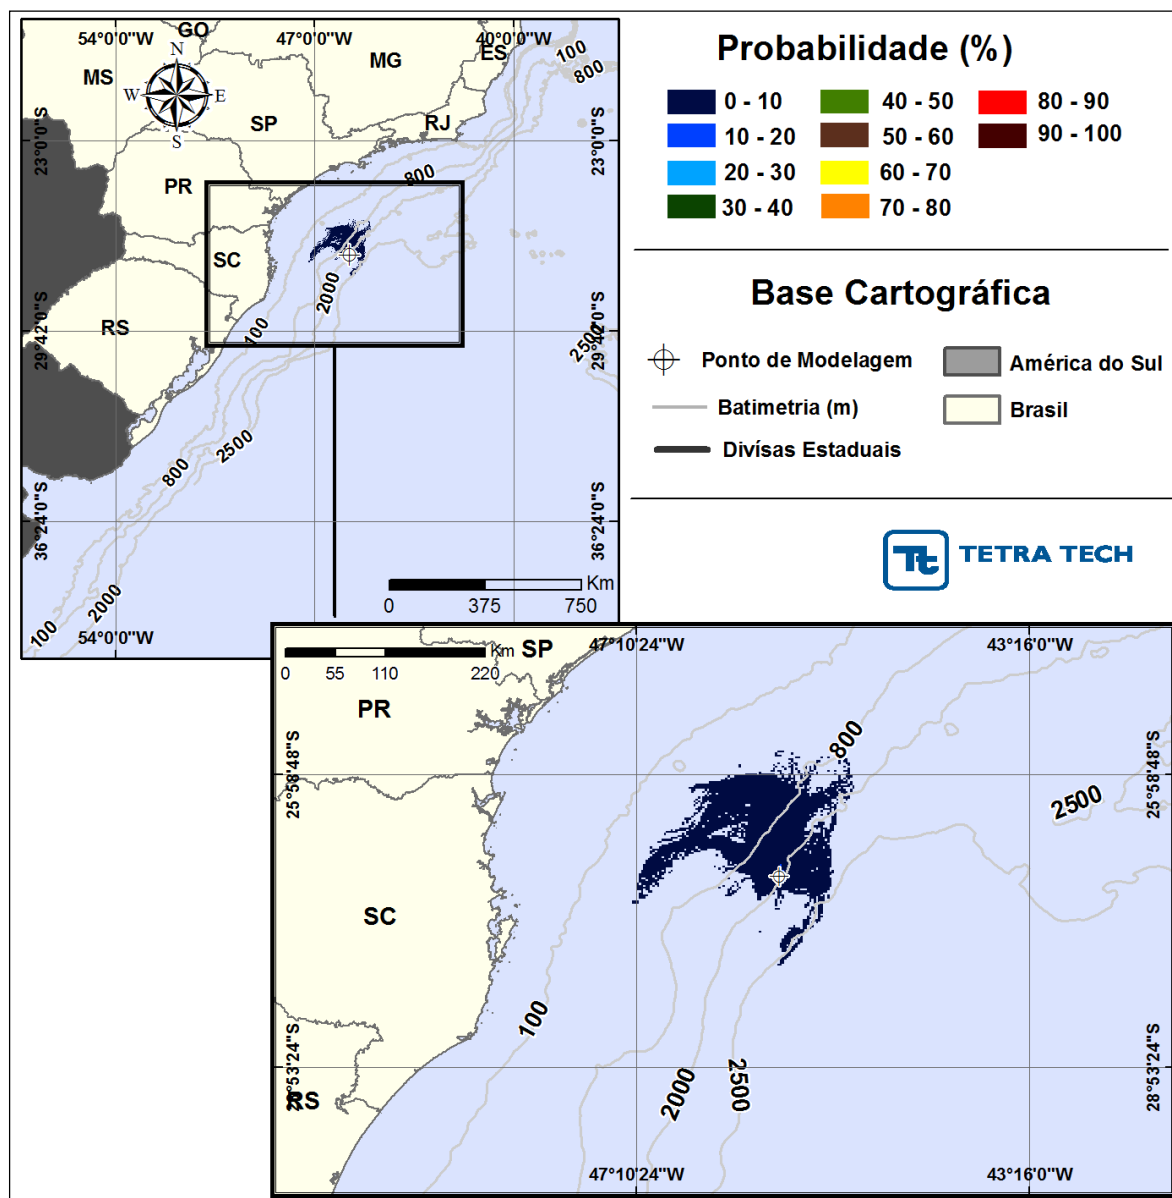 54°0'0"W
47°0'0"W
40°0'0"W
GO
ES
MG
MS
SP
RJ
PR
SC
RS
N
W
E
S
100
800
800
23°0'0"S
23°0'0"S
2000
100
29°42'0"S
29°42'0"S
2500
2500
800
36°24'0"S
36°24'0"S
2000
100
54°0'0"W
Km
0 375 750
Probabilidade (%)
0 - 10
10 - 20
20 - 30
30 - 40
40 - 50
50 - 60
60 - 70
70 - 80
80 - 90
90 - 100
Base Cartográfica
Ponto de Modelagem
Batimetria (m)
Divísas Estaduais
América do Sul
Brasil
Tt TETRA TECH
Km
0 55 110 220
SP
47°10'24"W
43°16'0"W
PR
800
25°58'48"S
25°58'48"S
2500
SC
100
28°53'24"S
28°53'24"S
2000
2500
RS
47°10'24"W
43°16'0"W